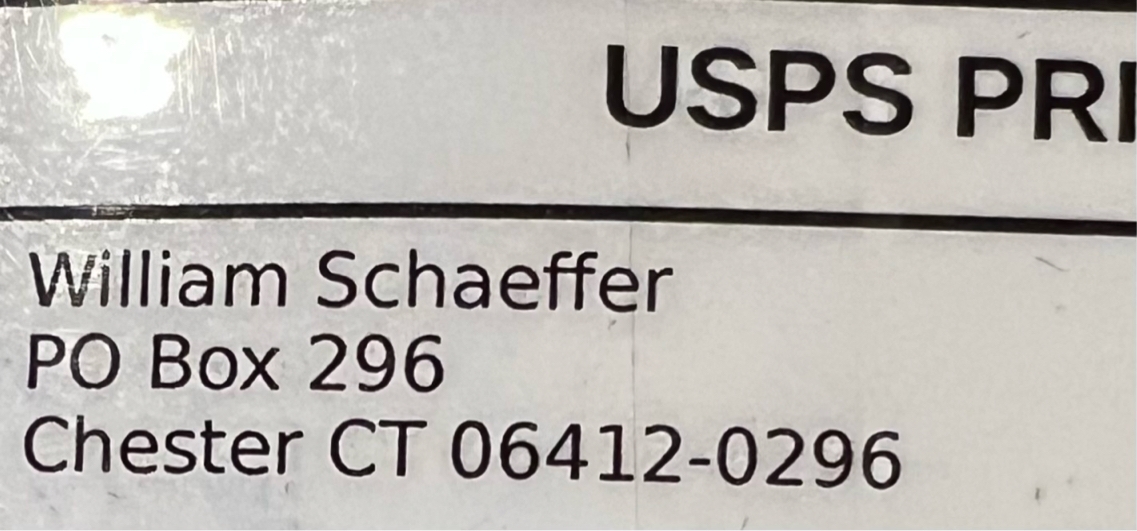 USPS PRI
William Schaeffer
PO Box 296
Chester CT 06412-0296